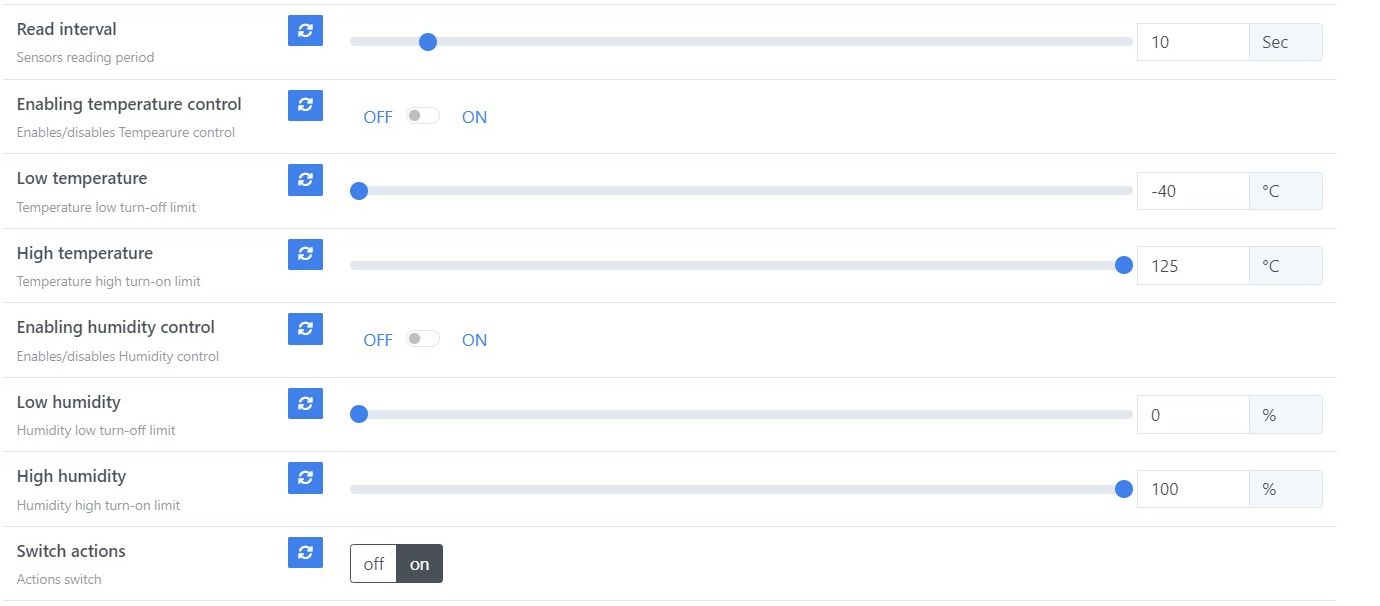 Read interval
Sensors reading period
10 Sec
Enabling temperature control
Enables/disables Tempearure control
OFF ON
Low temperature
Temperature low turn-off limit
-40 °C
High temperature
Temperature high turn-on limit
125 °C
Enabling humidity control
Enables/disables Humidity control
OFF ON
Low humidity
Humidity low turn-off limit
0 %
High humidity
Humidity high turn-on limit
100 %
Switch actions
Actions switch
off on